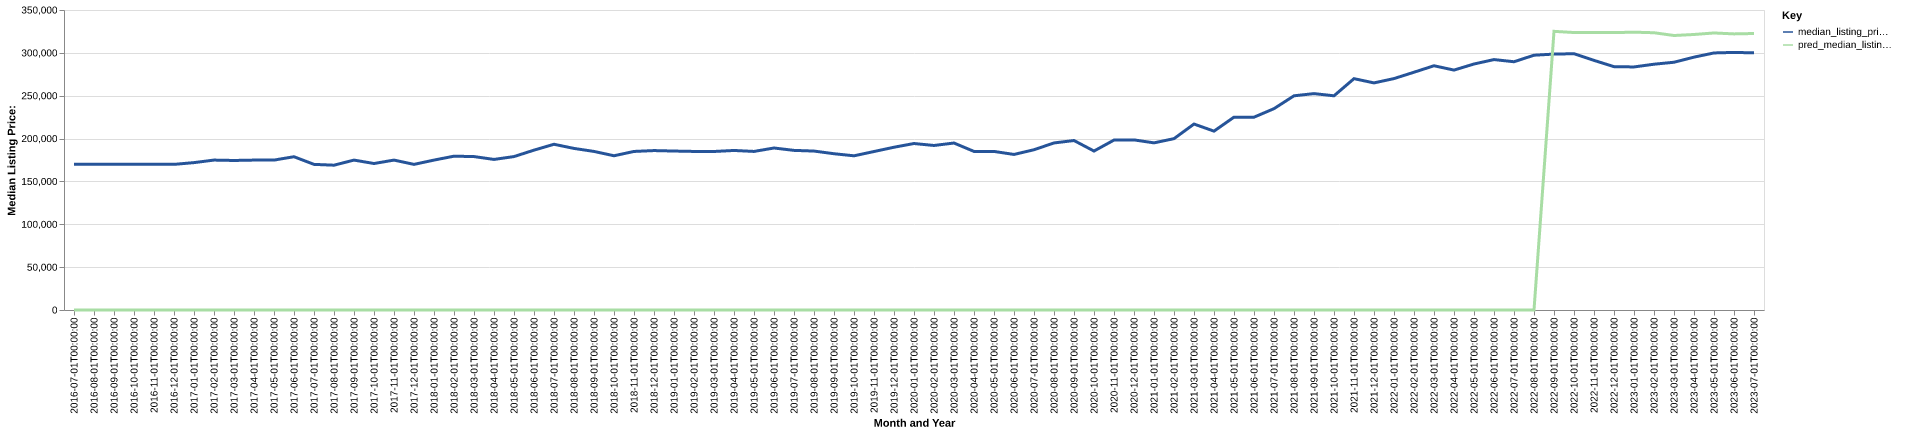 350,000
300,000
250,000
200,000
150,000
100,000
50,000
0
Median Listing Price:
2016-07-01T00:00:00
2016-08-01T00:00:00
2016-09-01T00:00:00
2016-10-01T00:00:00
2016-11-01T00:00:00
2016-12-01T00:00:00
2017-01-01T00:00:00
2017-02-01T00:00:00
2017-03-01T00:00:00
2017-04-01T00:00:00
2017-05-01T00:00:00
2017-06-01T00:00:00
2017-07-01T00:00:00
2017-08-01T00:00:00
2017-09-01T00:00:00
2017-10-01T00:00:00
2017-11-01T00:00:00
2017-12-01T00:00:00
2018-01-01T00:00:00
2018-02-01T00:00:00
2018-03-01T00:00:00
2018-04-01T00:00:00
2018-05-01T00:00:00
2018-06-01T00:00:00
2018-07-01T00:00:00
2018-08-01T00:00:00
2018-09-01T00:00:00
2018-10-01T00:00:00
2018-11-01T00:00:00
2018-12-01T00:00:00
2019-01-01T00:00:00
2019-02-01T00:00:00
2019-03-01T00:00:00
2019-04-01T00:00:00
2019-05-01T00:00:00
2019-06-01T00:00:00
2019-07-01T00:00:00
2019-08-01T00:00:00
2019-09-01T00:00:00
2019-10-01T00:00:00
2019-11-01T00:00:00
2019-12-01T00:00:00
2020-01-01T00:00:00
2020-02-01T00:00:00
2020-03-01T00:00:00
2020-04-01T00:00:00
2020-05-01T00:00:00
2020-06-01T00:00:00
2020-07-01T00:00:00
2020-08-01T00:00:00
2020-09-01T00:00:00
2020-10-01T00:00:00
2020-11-01T00:00:00
2020-12-01T00:00:00
2021-01-01T00:00:00
2021-02-01T00:00:00
2021-03-01T00:00:00
2021-04-01T00:00:00
2021-05-01T00:00:00
2021-06-01T00:00:00
2021-07-01T00:00:00
2021-08-01T00:00:00
2021-09-01T00:00:00
2021-10-01T00:00:00
2021-11-01T00:00:00
2021-12-01T00:00:00
2022-01-01T00:00:00
2022-02-01T00:00:00
2022-03-01T00:00:00
2022-04-01T00:00:00
2022-05-01T00:00:00
2022-06-01T00:00:00
2022-07-01T00:00:00
2022-08-01T00:00:00
2022-09-01T00:00:00
2022-10-01T00:00:00
2022-11-01T00:00:00
2022-12-01T00:00:00
2023-01-01T00:00:00
2023-02-01T00:00:00
2023-03-01T00:00:00
2023-04-01T00:00:00
2023-05-01T00:00:00
2023-06-01T00:00:00
2023-07-01T00:00:00
Month and Year
Key
median_listing_pri…
pred_median_listin…